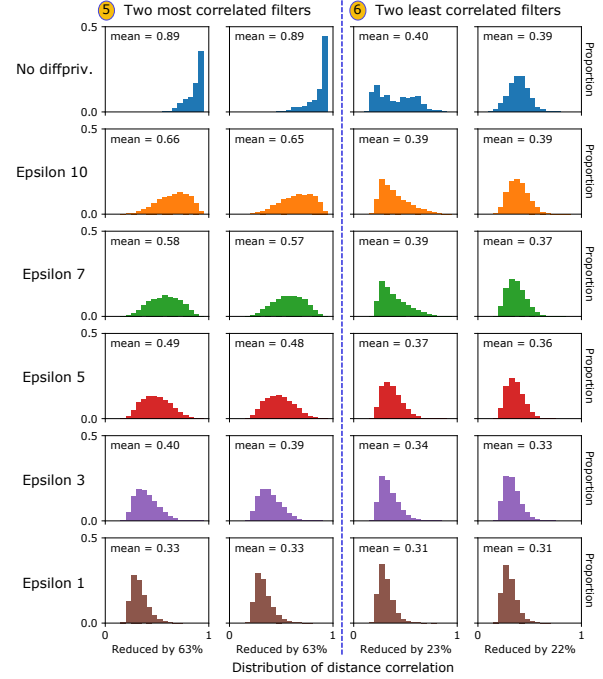 5 Two most correlated filters
6 Two least correlated filters
No diffpriv.
0.5
0.0
mean = 0.89
mean = 0.89
mean = 0.40
mean = 0.39
Proportion
Epsilon 10
0.5
0.0
mean = 0.66
mean = 0.65
mean = 0.39
mean = 0.39
Proportion
Epsilon 7
0.5
0.0
mean = 0.58
mean = 0.57
mean = 0.39
mean = 0.37
Proportion
Epsilon 5
0.5
0.0
mean = 0.49
mean = 0.48
mean = 0.37
mean = 0.36
Proportion
Epsilon 3
0.5
0.0
mean = 0.40
mean = 0.39
mean = 0.34
mean = 0.33
Proportion
Epsilon 1
0.5
0.0
mean = 0.33
mean = 0.33
mean = 0.31
mean = 0.31
Proportion
0 1
0 1
0 1
0 1
Reduced by 63%
Reduced by 63%
Reduced by 23%
Reduced by 22%
Distribution of distance correlation